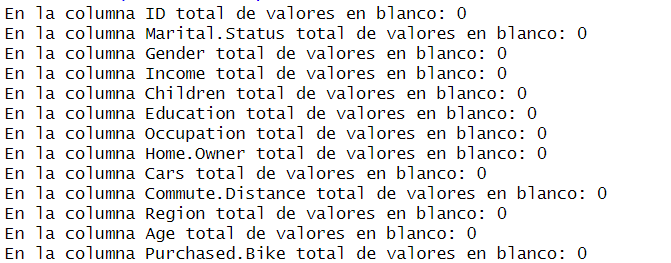 En la columna ID total de valores en blanco: 0
En la columna Marital.Status total de valores en blanco: 0
En la columna Gender total de valores en blanco: 0
En la columna Income total de valores en blanco: 0
En la columna Children total de valores en blanco: 0
En la columna Education total de valores en blanco: 0
En la columna Occupation total de valores en blanco: 0
En la columna Home.Owner total de valores en blanco: 0
En la columna Cars total de valores en blanco: 0
En la columna Commute.Distance total de valores en blanco: 0
En la columna Region total de valores en blanco: 0
En la columna Age total de valores en blanco: 0
En la columna Purchased.Bike total de valores en blanco: 0